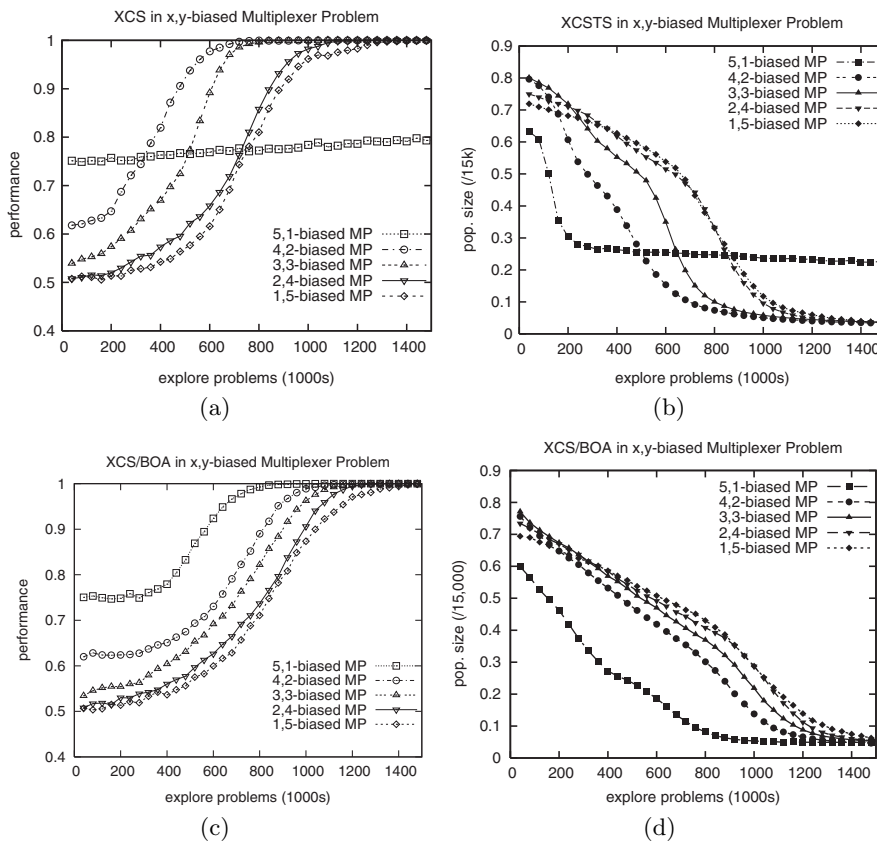 XCS in x,y-biased Multiplexer Problem
1
0.9
0.8
0.7
0.6
0.5
0.4
performance
5,1-biased MP
4,2-biased MP
3,3-biased MP
2,4-biased MP
1,5-biased MP
0 200 400 600 800 1000 1200 1400
explore problems (1000s)
(a)
XCSTS in x,y-biased Multiplexer Problem
0.9
0.8
0.7
0.6
0.5
0.4
0.3
0.2
0.1
0
pop. size (/15k)
5,1-biased MP
4,2-biased MP
3,3-biased MP
2,4-biased MP
1,5-biased MP
0 200 400 600 800 1000 1200 1400
explore problems (1000s)
(b)
XCS/BOA in x,y-biased Multiplexer Problem
1
0.9
0.8
0.7
0.6
0.5
0.4
performance
5,1-biased MP
4,2-biased MP
3,3-biased MP
2,4-biased MP
1,5-biased MP
0 200 400 600 800 1000 1200 1400
explore problems (1000s)
(c)
XCS/BOA in x,y-biased Multiplexer Problem
0.9
0.8
0.7
0.6
0.5
0.4
0.3
0.2
0.1
0
pop. size (/15,000)
5,1-biased MP
4,2-biased MP
3,3-biased MP
2,4-biased MP
1,5-biased MP
0 200 400 600 800 1000 1200 1400
explore problems (1000s)
(d)